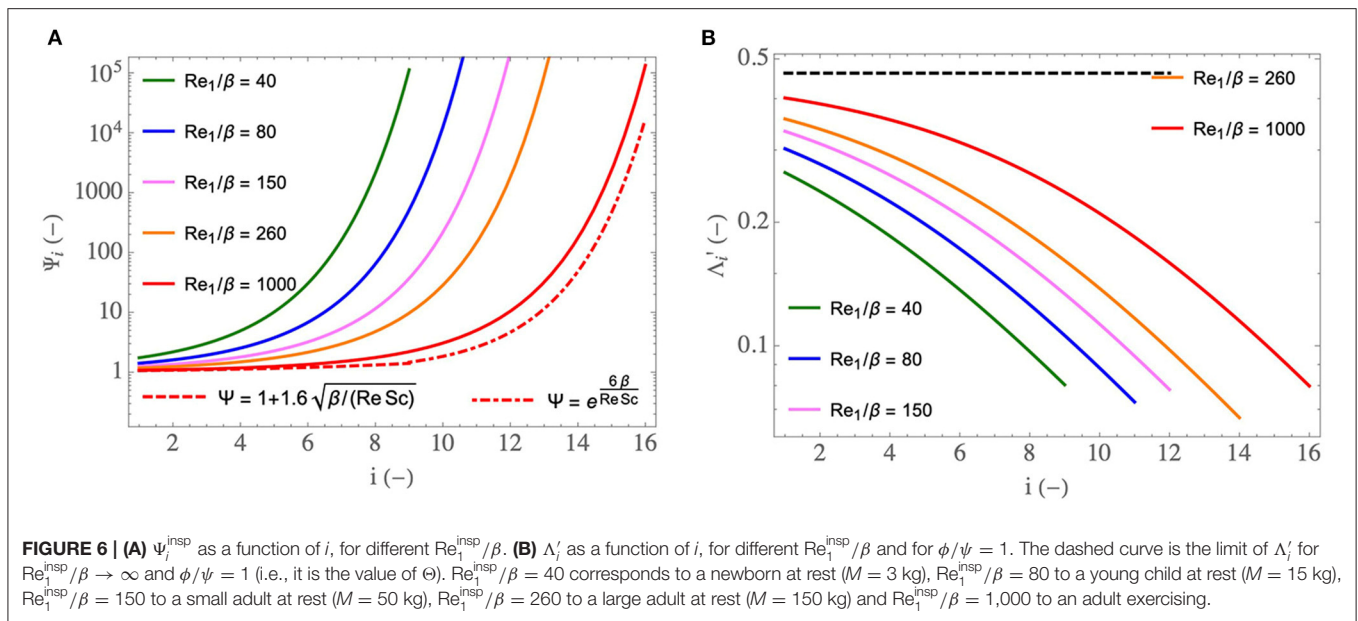 A
Ψᵢ (−)
10⁵
10⁴
1000
100
10
1
Re₁/β = 40
Re₁/β = 80
Re₁/β = 150
Re₁/β = 260
Re₁/β = 1000
Ψ = 1+1.6 √β/(Re Sc)
Ψ = e^(6 β/Re Sc)
2 4 6 8 10 12 14 16
i (−)
B
Λᵢ' (−)
0.5
0.2
0.1
Re₁/β = 260
Re₁/β = 1000
Re₁/β = 40
Re₁/β = 80
Re₁/β = 150
2 4 6 8 10 12 14 16
i (−)
FIGURE 6 | (A) Ψᵢ^insp as a function of i, for different Re₁^insp/β. (B) Λ′ᵢ as a function of i, for different Re₁^insp/β and for ϕ/ψ = 1. The dashed curve is the limit of Λ′ᵢ for
Re₁^insp/β → ∞ and ϕ/ψ = 1 (i.e., it is the value of Θ). Re₁^insp/β = 40 corresponds to a newborn at rest (M = 3 kg), Re₁^insp/β = 80 to a young child at rest (M = 15 kg),
Re₁^insp/β = 150 to a small adult at rest (M = 50 kg), Re₁^insp/β = 260 to a large adult at rest (M = 150 kg) and Re₁^insp/β = 1,000 to an adult exercising.